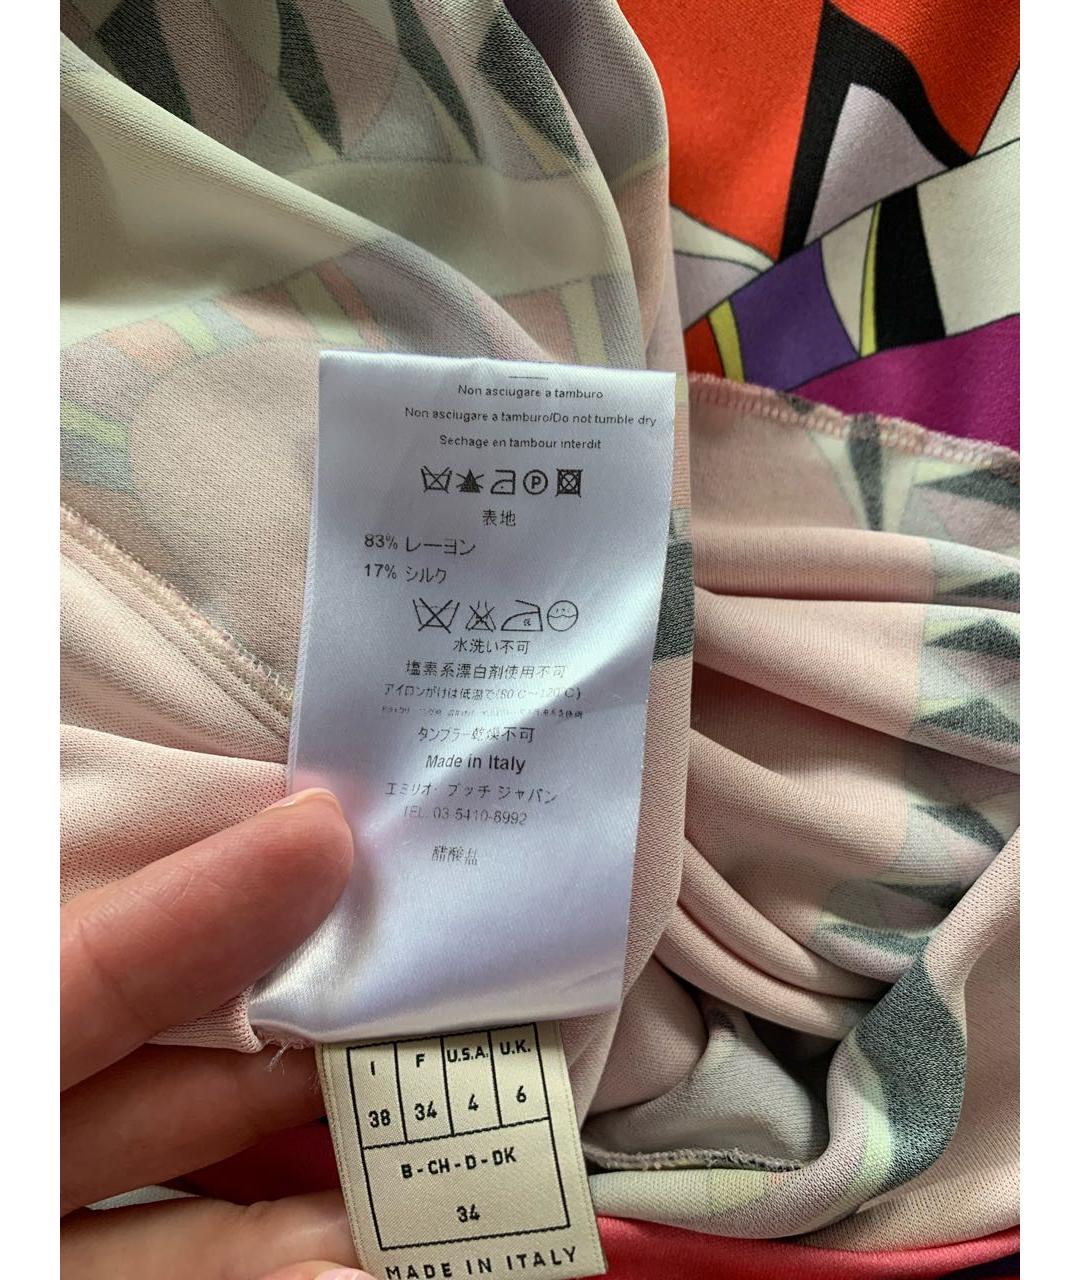 Non asciugare a tamburo
Non asciugare a tamburo/Do not tumble dry
Sechage en tambour interdit
P
表地
83% レーヨン
17% シルク
水洗い不可
塩素系漂白剤使用不可
アイロンがけは低温で(80℃～120℃)
タンブラー乾燥不可
Made in Italy
エミリオ・プッチ ジャパン
TEL. 03-5410-8992
I F U.S.A. U.K.
38 34 4 6
B-CH-D-DK
34
MADE IN ITALY